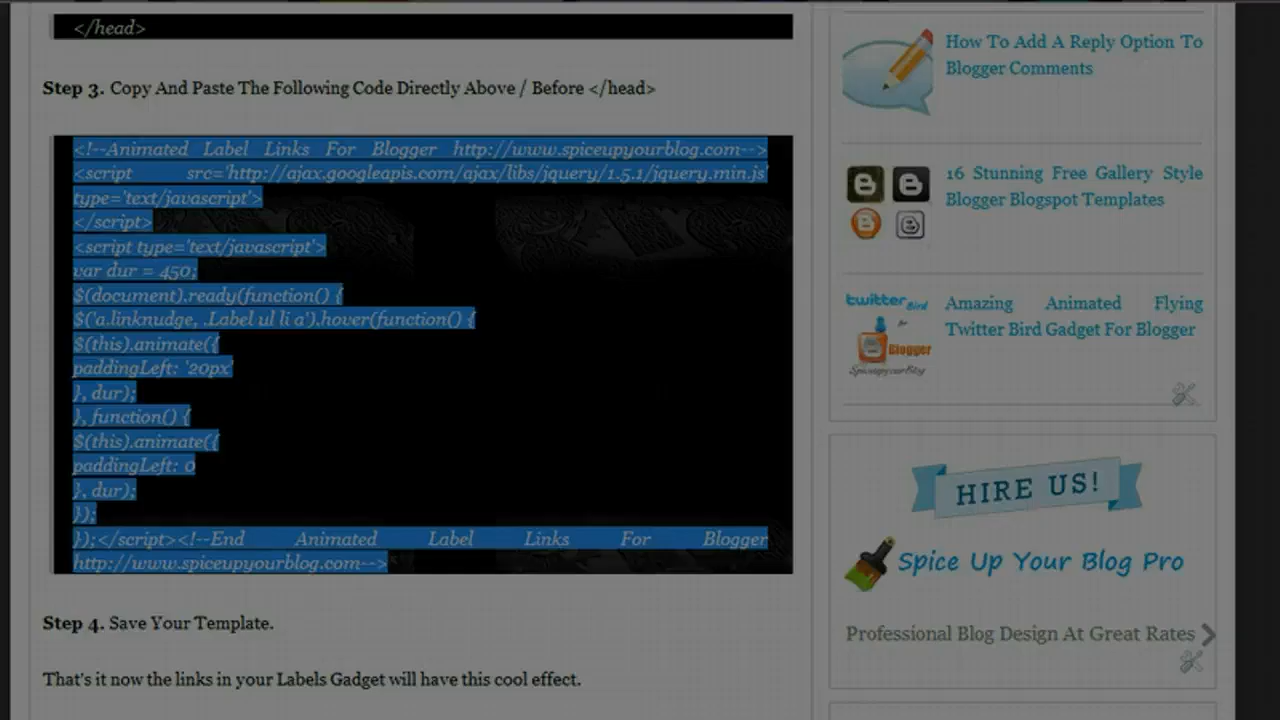 </head>
Step 3. Copy And Paste The Following Code Directly Above / Before </head>
<!--Animated Label Links For Blogger http://www.spiceupyourblog.com-->
<script src='http://ajax.googleapis.com/ajax/libs/jquery/1.5.1/jquery.min.js'
type='text/javascript'>
</script>
<script type='text/javascript'>
var dur = 450;
$(document).ready(function() {
$('a.linknudge, .Label ul li a').hover(function() {
$(this).animate({
paddingLeft: '20px'
}, dur);
}, function() {
$(this).animate({
paddingLeft: 0
}, dur);
});
});</script><!--End Animated Label Links For Blogger
http://www.spiceupyourblog.com-->
Step 4. Save Your Template.
That's it now the links in your Labels Gadget will have this cool effect.
How To Add A Reply Option To
Blogger Comments
16 Stunning Free Gallery Style
Blogger Blogspot Templates
twitter Bird
for
Blogger
SpiceupyourBlog
Amazing Animated Flying
Twitter Bird Gadget For Blogger
HIRE US!
Spice Up Your Blog Pro
Professional Blog Design At Great Rates